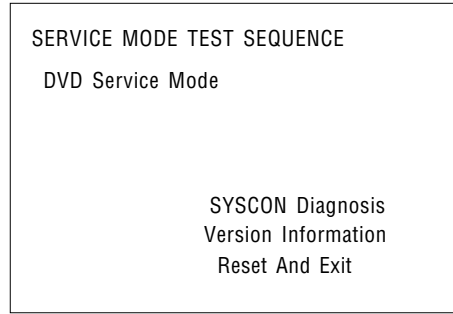 SERVICE MODE TEST SEQUENCE
DVD Service Mode
SYSCON Diagnosis
Version Information
Reset And Exit